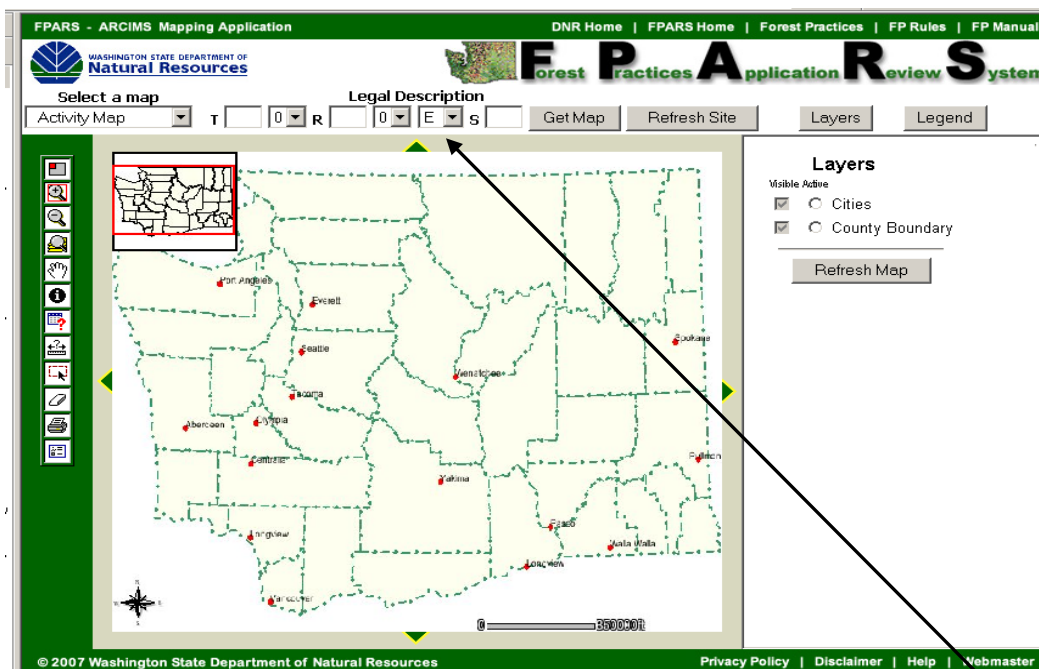 FPARS - ARCIMS Mapping Application DNR Home | FPARS Home | Forest Practices | FP Rules | FP Manual
WASHINGTON STATE DEPARTMENT OF
Natural Resources
Forest Practices Application Review System
Select a map Legal Description
Activity Map T 0 R 0 E S Get Map Refresh Site Layers Legend
Layers
Visible Active
Cities
County Boundary
Refresh Map
Port Angeles
Everett
Seattle
Spokane
Wenatchee
Tacoma
Aberdeen
Olympia
Centralia
Pullman
Yakima
Pasco
Longview
Walla Walla
Longview
Vancouver
0 350000ft
© 2007 Washington State Department of Natural Resources Privacy Policy | Disclaimer | Help | Webmaster